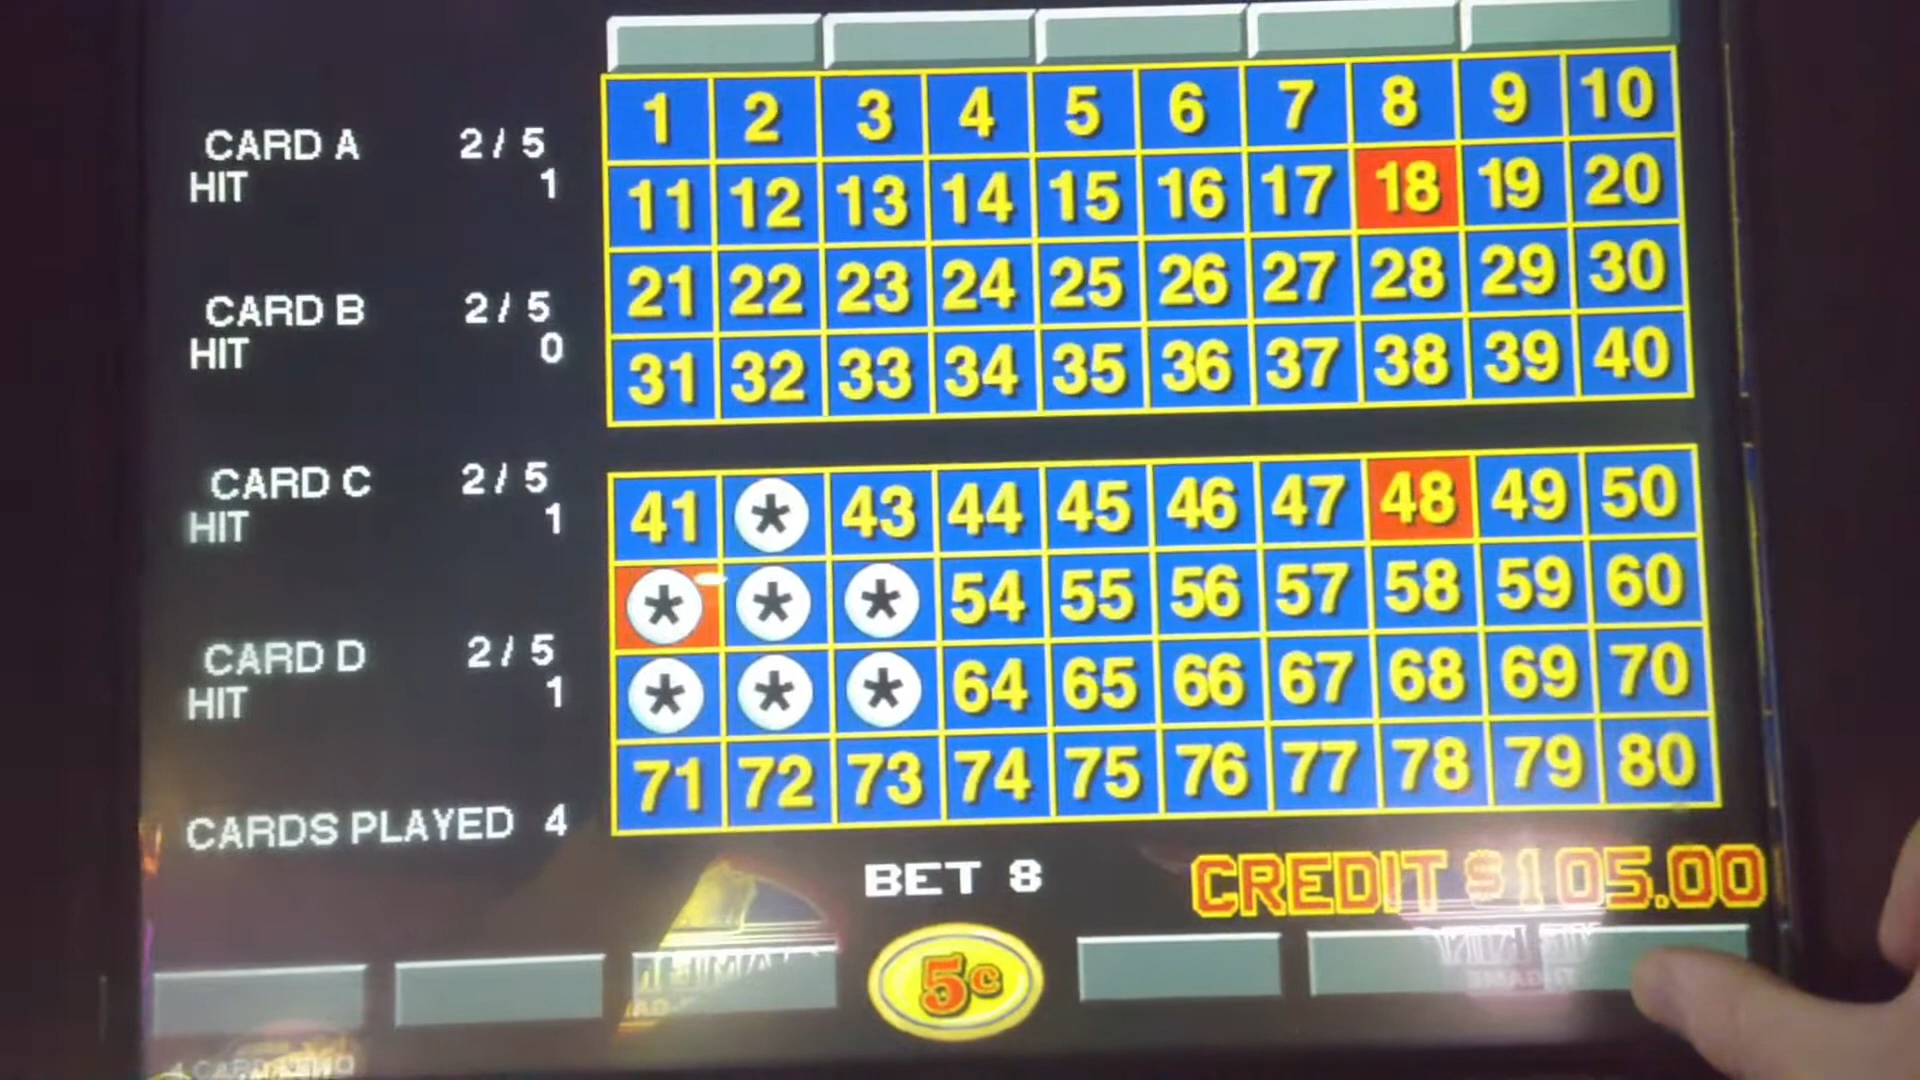 CARD A 2/5
HIT 1
CARD B 2/5
HIT 0
CARD C 2/5
HIT 1
CARD D 2/5
HIT 1
CARDS PLAYED 4
1 2 3 4 5 6 7 8 9 10
11 12 13 14 15 16 17 18 19 20
21 22 23 24 25 26 27 28 29 30
31 32 33 34 35 36 37 38 39 40
41 * 43 44 45 46 47 48 49 50
* * * 54 55 56 57 58 59 60
* * * 64 65 66 67 68 69 70
71 72 73 74 75 76 77 78 79 80
BET 8
CREDIT $105.00
5¢